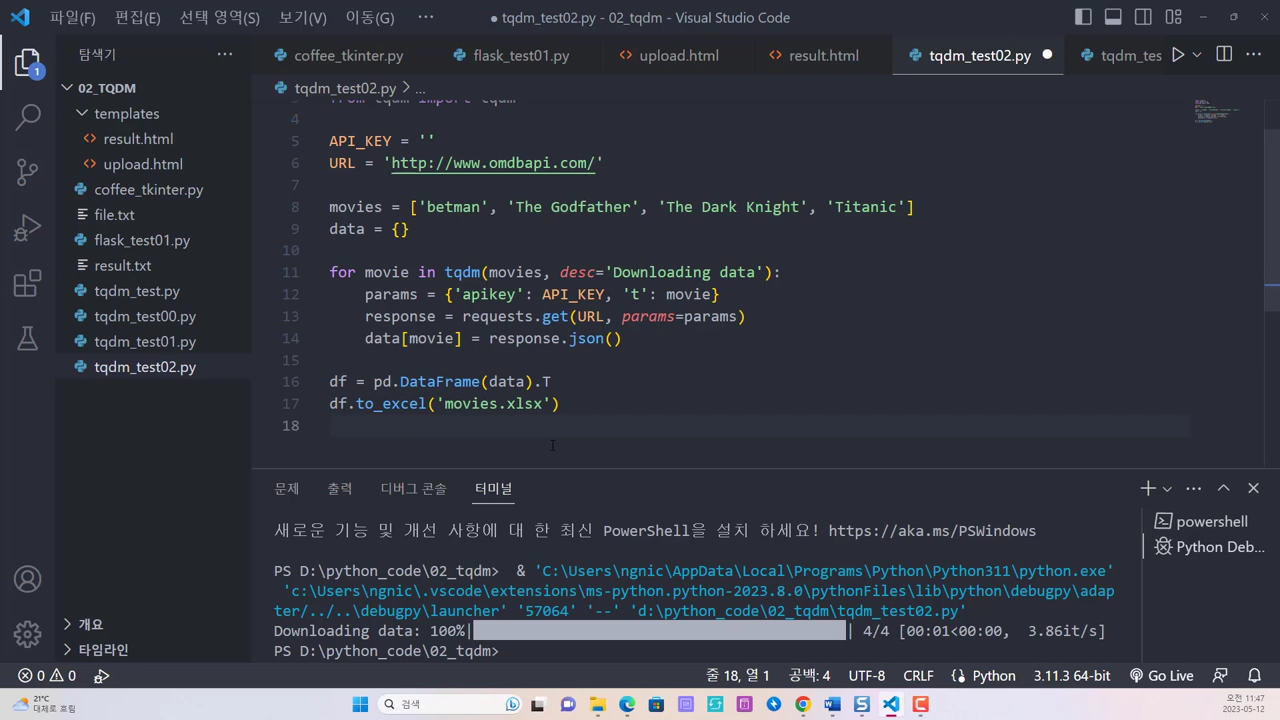 파일(F)
편집(E)
선택 영역(S)
보기(V)
이동(G)
···
● tqdm_test02.py - 02_tqdm - Visual Studio Code
1
탐색기
···
02_TQDM
templates
result.html
upload.html
coffee_tkinter.py
file.txt
flask_test01.py
result.txt
tqdm_test.py
tqdm_test00.py
tqdm_test01.py
tqdm_test02.py
개요
타임라인
coffee_tkinter.py
flask_test01.py
upload.html
result.html
tqdm_test02.py
tqdm_tes
tqdm_test02.py > ...
from tqdm import tqdm
4
5 API_KEY = ''
6 URL = 'http://www.omdbapi.com/'
7
8 movies = ['betman', 'The Godfather', 'The Dark Knight', 'Titanic']
9 data = {}
10
11 for movie in tqdm(movies, desc='Downloading data'):
12 params = {'apikey': API_KEY, 't': movie}
13 response = requests.get(URL, params=params)
14 data[movie] = response.json()
15
16 df = pd.DataFrame(data).T
17 df.to_excel('movies.xlsx')
18
문제
출력
디버그 콘솔
터미널
새로운 기능 및 개선 사항에 대 한 최신 PowerShell을 설치 하세요! https://aka.ms/PSWindows
PS D:\python_code\02_tqdm> & 'C:\Users\ngnic\AppData\Local\Programs\Python\Python311\python.exe'
'c:\Users\ngnic\.vscode\extensions\ms-python.python-2023.8.0\pythonFiles\lib\python\debugpy\adap
ter/../..\debugpy\launcher' '57064' '--' 'd:\python_code\02_tqdm\tqdm_test02.py'
Downloading data: 100%| | 4/4 [00:01<00:00, 3.86it/s]
PS D:\python_code\02_tqdm>
powershell
Python Deb...
0 0
줄 18, 열 1
공백: 4
UTF-8
CRLF
Python
3.11.3 64-bit
Go Live
21°C
대체로 흐림
검색
오전 11:47
2023-05-12